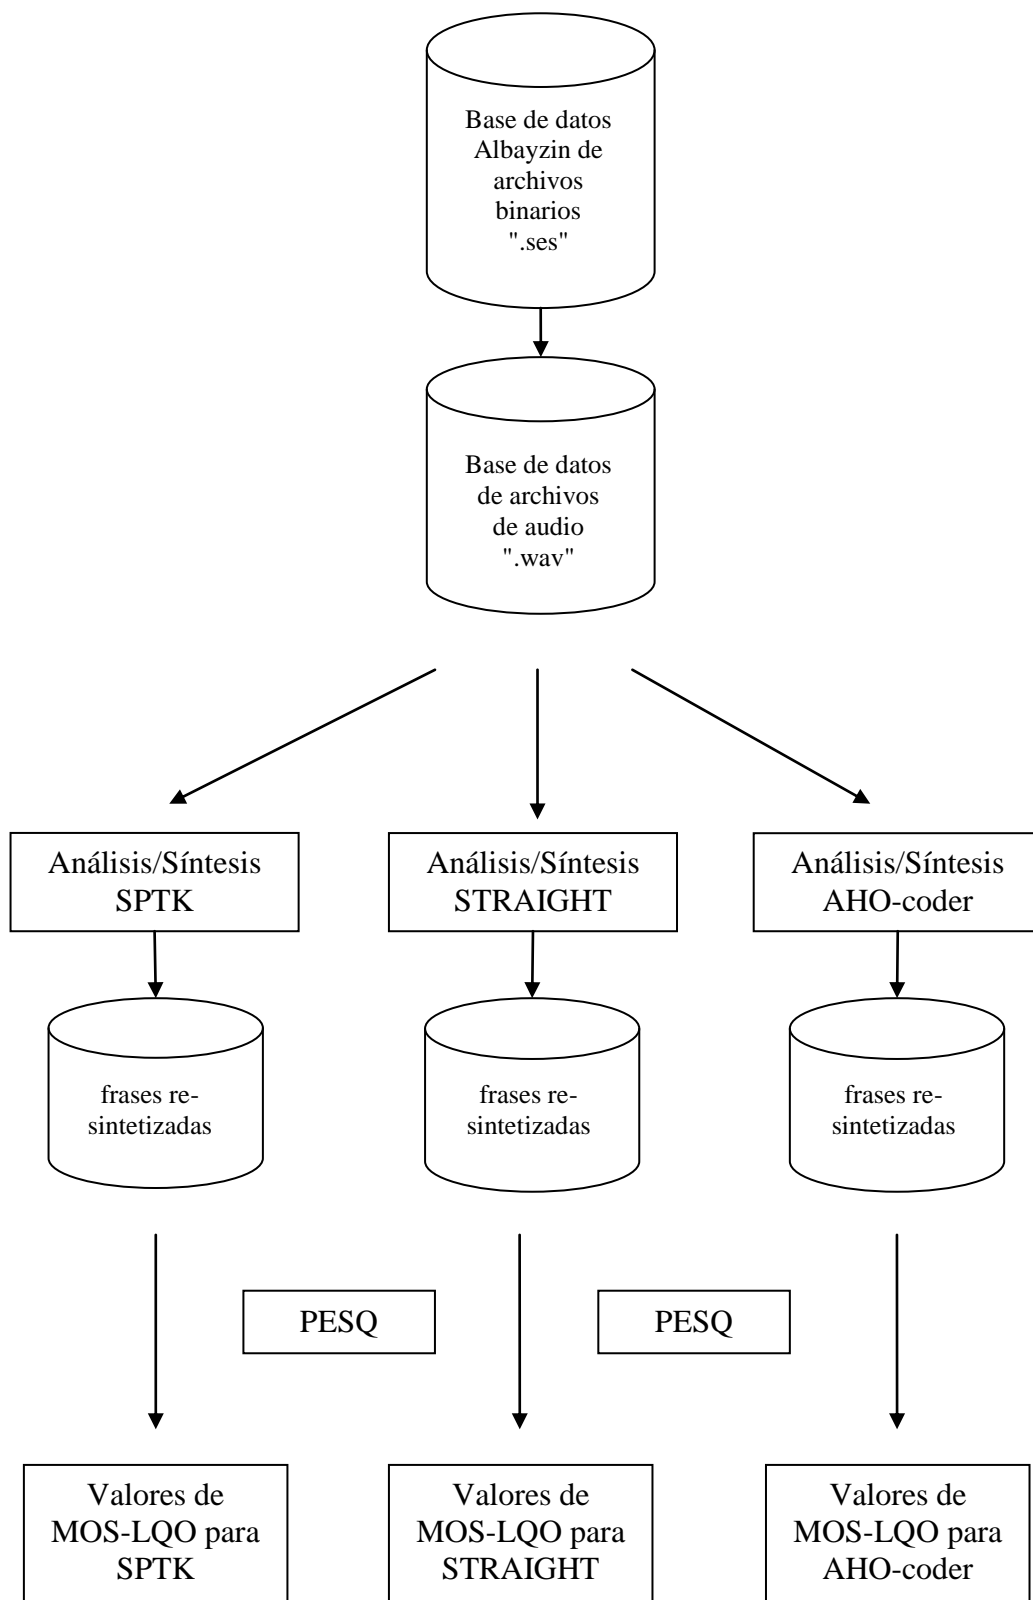 Base de datos
Albayzin de
archivos
binarios
".ses"
Base de datos
de archivos
de audio
".wav"
Análisis/Síntesis
SPTK
Análisis/Síntesis
STRAIGHT
Análisis/Síntesis
AHO-coder
frases re-
sintetizadas
frases re-
sintetizadas
frases re-
sintetizadas
PESQ
PESQ
Valores de
MOS-LQO para
SPTK
Valores de
MOS-LQO para
STRAIGHT
Valores de
MOS-LQO para
AHO-coder